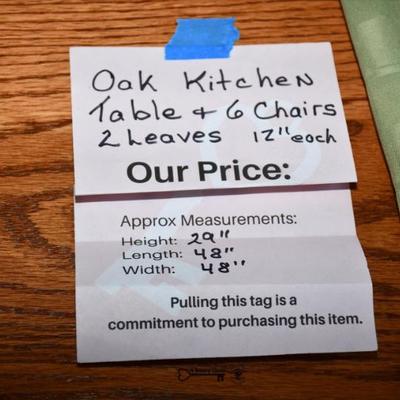 Oak Kitchen
Table & 6 Chairs
2 Leaves 12" each
Our Price:
Approx Measurements:
Height: 29"
Length: 48"
Width: 48"
Pulling this tag is a
commitment to purchasing this item.